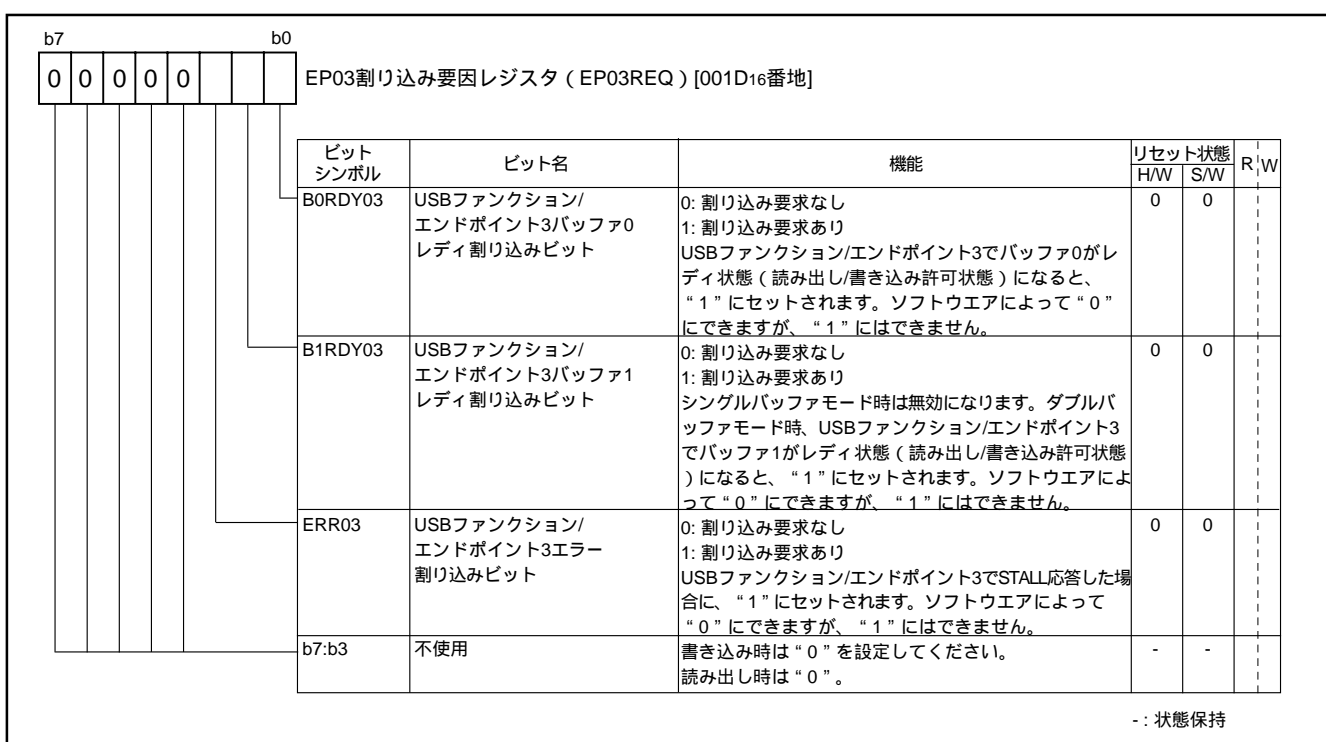 b7 b0
0 0 0 0 0
EP03割り込み要因レジスタ（EP03REQ）[001D16番地]
ビット
シンボル
ビット名
機能
リセット状態
H/W S/W
R W
B0RDY03
USBファンクション/
エンドポイント3バッファ0
レディ割り込みビット
0: 割り込み要求なし
1: 割り込み要求あり
USBファンクション/エンドポイント3でバッファ0がレ
ディ状態（読み出し/書き込み許可状態）になると、
“1”にセットされます。ソフトウエアによって“0”
にできますが、“1”にはできません。
0 0
B1RDY03
USBファンクション/
エンドポイント3バッファ1
レディ割り込みビット
0: 割り込み要求なし
1: 割り込み要求あり
シングルバッファモード時は無効になります。ダブルバ
ッファモード時、USBファンクション/エンドポイント3
でバッファ1がレディ状態（読み出し/書き込み許可状態
）になると、“1”にセットされます。ソフトウエアによ
って“0”にできますが、“1”にはできません。
0 0
ERR03
USBファンクション/
エンドポイント3エラー
割り込みビット
0: 割り込み要求なし
1: 割り込み要求あり
USBファンクション/エンドポイント3でSTALL応答した場
合に、“1”にセットされます。ソフトウエアによって
“0”にできますが、“1”にはできません。
0 0
b7:b3
不使用
書き込み時は“0”を設定してください。
読み出し時は“0”。
- -
- : 状態保持